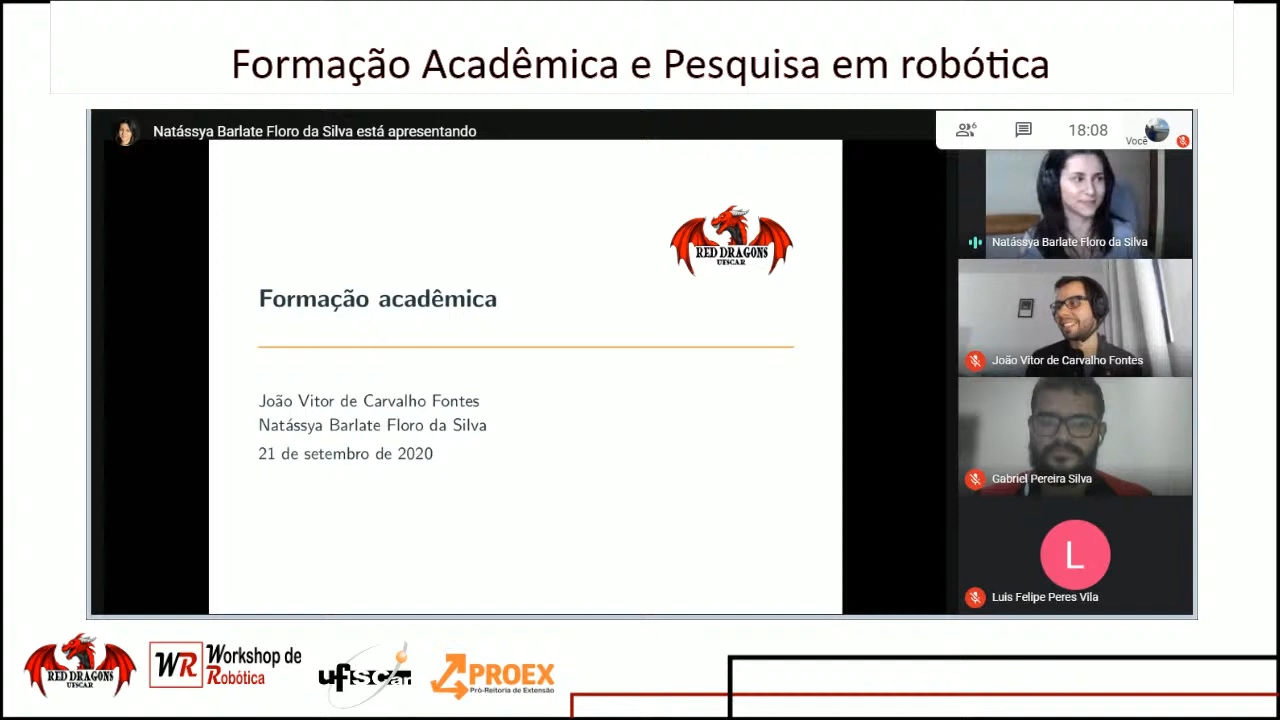 Formação Acadêmica e Pesquisa em robótica
Natássya Barlate Floro da Silva está apresentando
6
18:08
Você
RED DRAGONS
UFSCAR
Formação acadêmica
João Vitor de Carvalho Fontes
Natássya Barlate Floro da Silva
21 de setembro de 2020
Natássya Barlate Floro da Silva
João Vitor de Carvalho Fontes
Gabriel Pereira Silva
L
Luis Felipe Peres Vila
RED DRAGONS
UFSCAR
WR
Workshop de
Robótica
ufscar
PROEX
Pró-Reitoria de Extensão